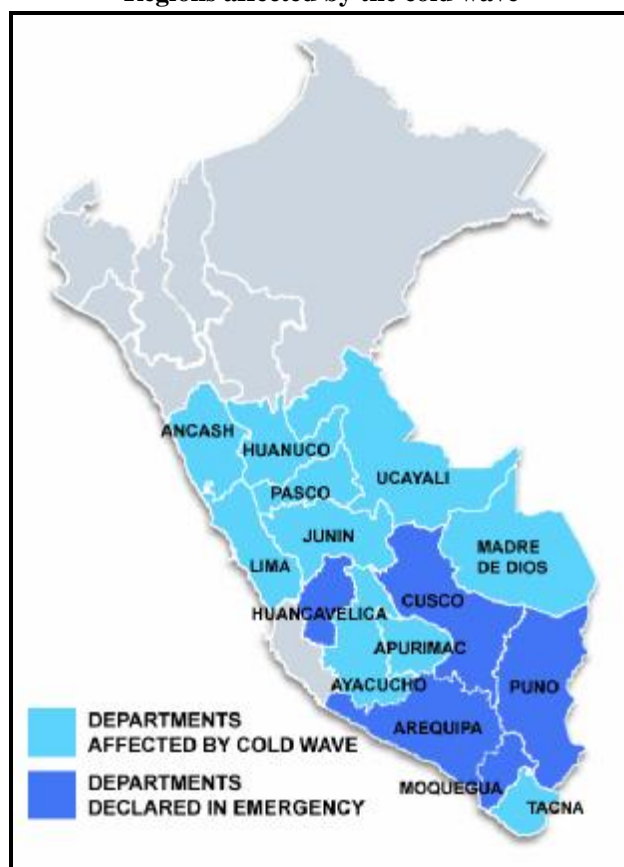 Regions affected by the cold wave
ANCASH
HUANUCO
UCAYALI
PASCO
JUNIN
MADRE
DE DIOS
LIMA
CUSCO
HUANCAVELICA
APURIMAC
AYACUCHO
PUNO
AREQUIPA
MOQUEGUA
TACNA
DEPARTMENTS
AFFECTED BY COLD WAVE
DEPARTMENTS
DECLARED IN EMERGENCY